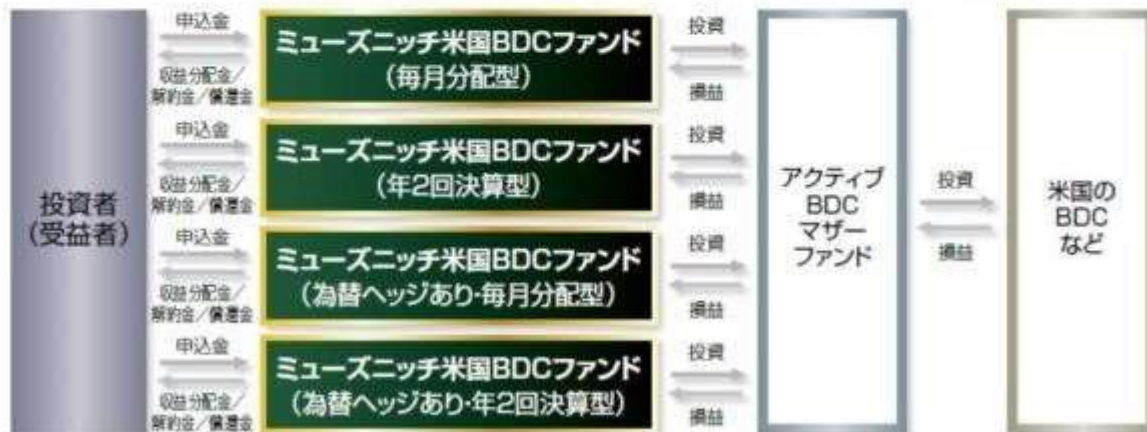 投資者
(受益者)
申込金
収益分配金/
解約金/償還金
ミューズニッチ米国BDCファンド
(毎月分配型)
投資
損益
申込金
収益分配金/
解約金/償還金
ミューズニッチ米国BDCファンド
(年2回決算型)
投資
損益
申込金
収益分配金/
解約金/償還金
ミューズニッチ米国BDCファンド
(為替ヘッジあり・毎月分配型)
投資
損益
申込金
収益分配金/
解約金/償還金
ミューズニッチ米国BDCファンド
(為替ヘッジあり・年2回決算型)
投資
損益
アクティブ
BDC
マザー
ファンド
投資
損益
米国の
BDC
など